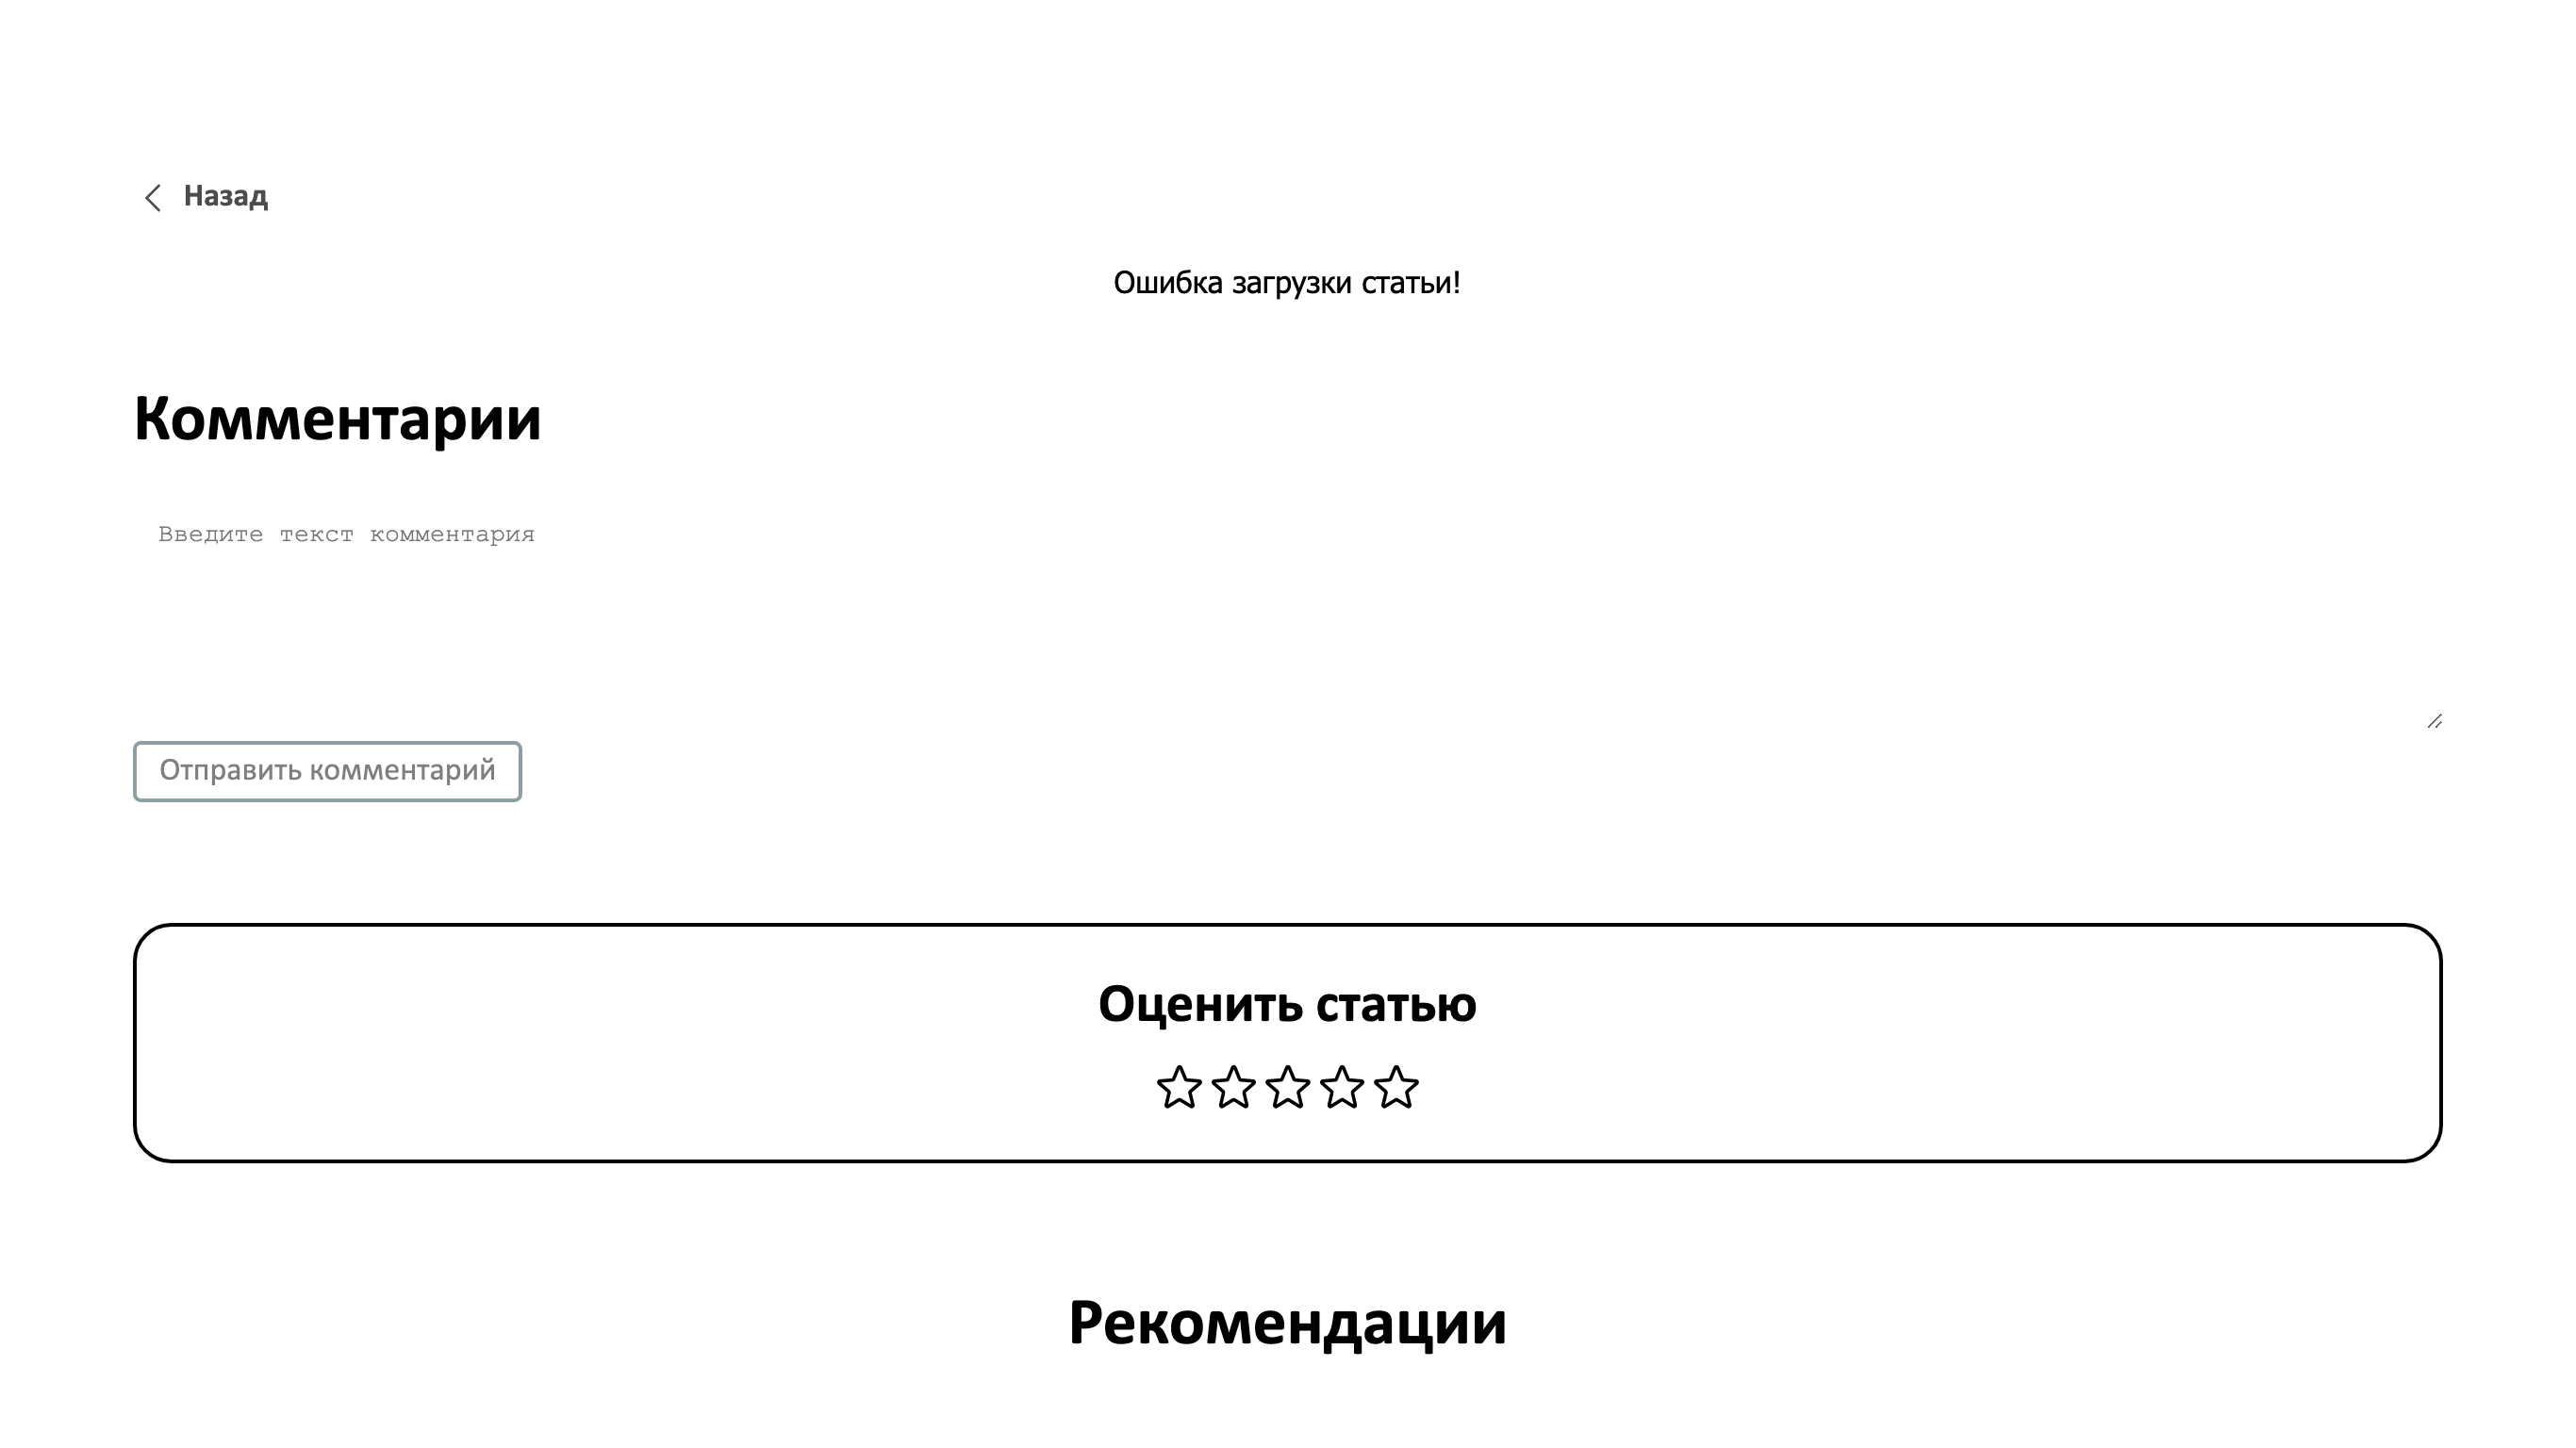 Назад
Ошибка загрузки статьи!
Комментарии
Введите текст комментария
Отправить комментарий
Оценить статью
Рекомендации